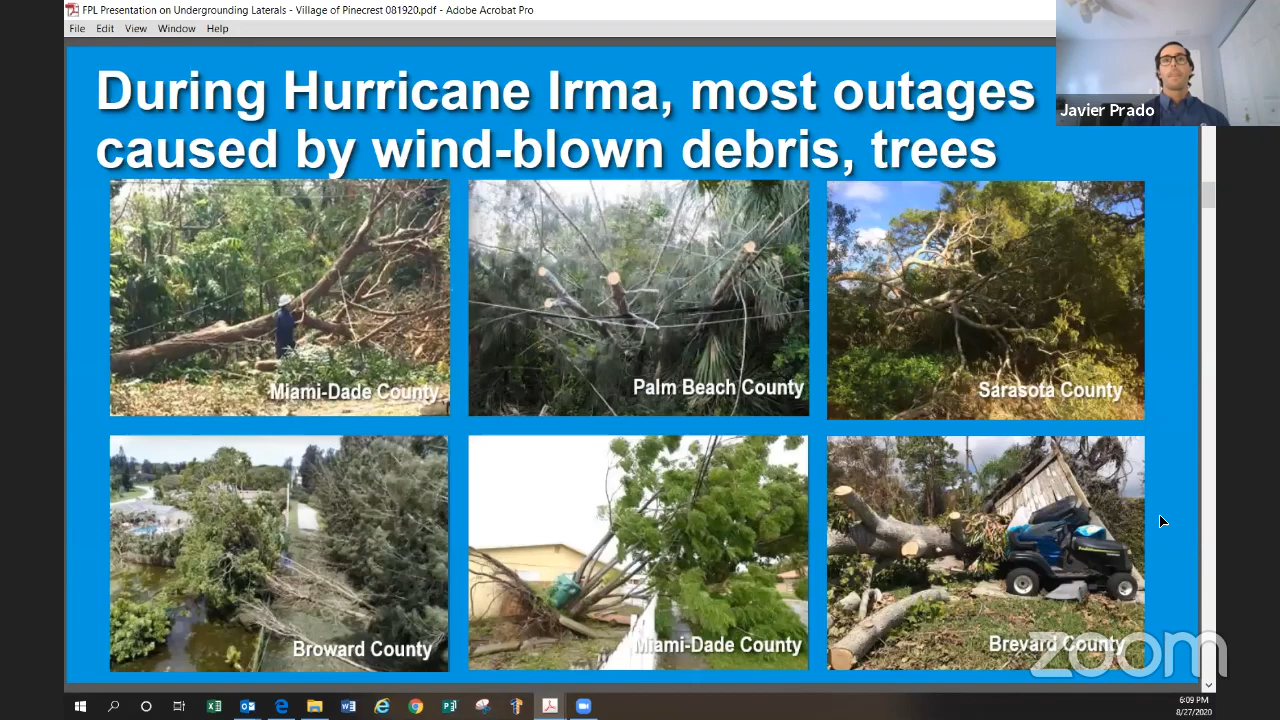 FPL Presentation on Undergrounding Laterals - Village of Pinecrest 081920.pdf - Adobe Acrobat Pro
File Edit View Window Help
During Hurricane Irma, most outages
caused by wind-blown debris, trees
Javier Prado
Miami-Dade County
Palm Beach County
Sarasota County
Broward County
Miami-Dade County
Brevard County
zoom
6:09 PM
8/27/2020